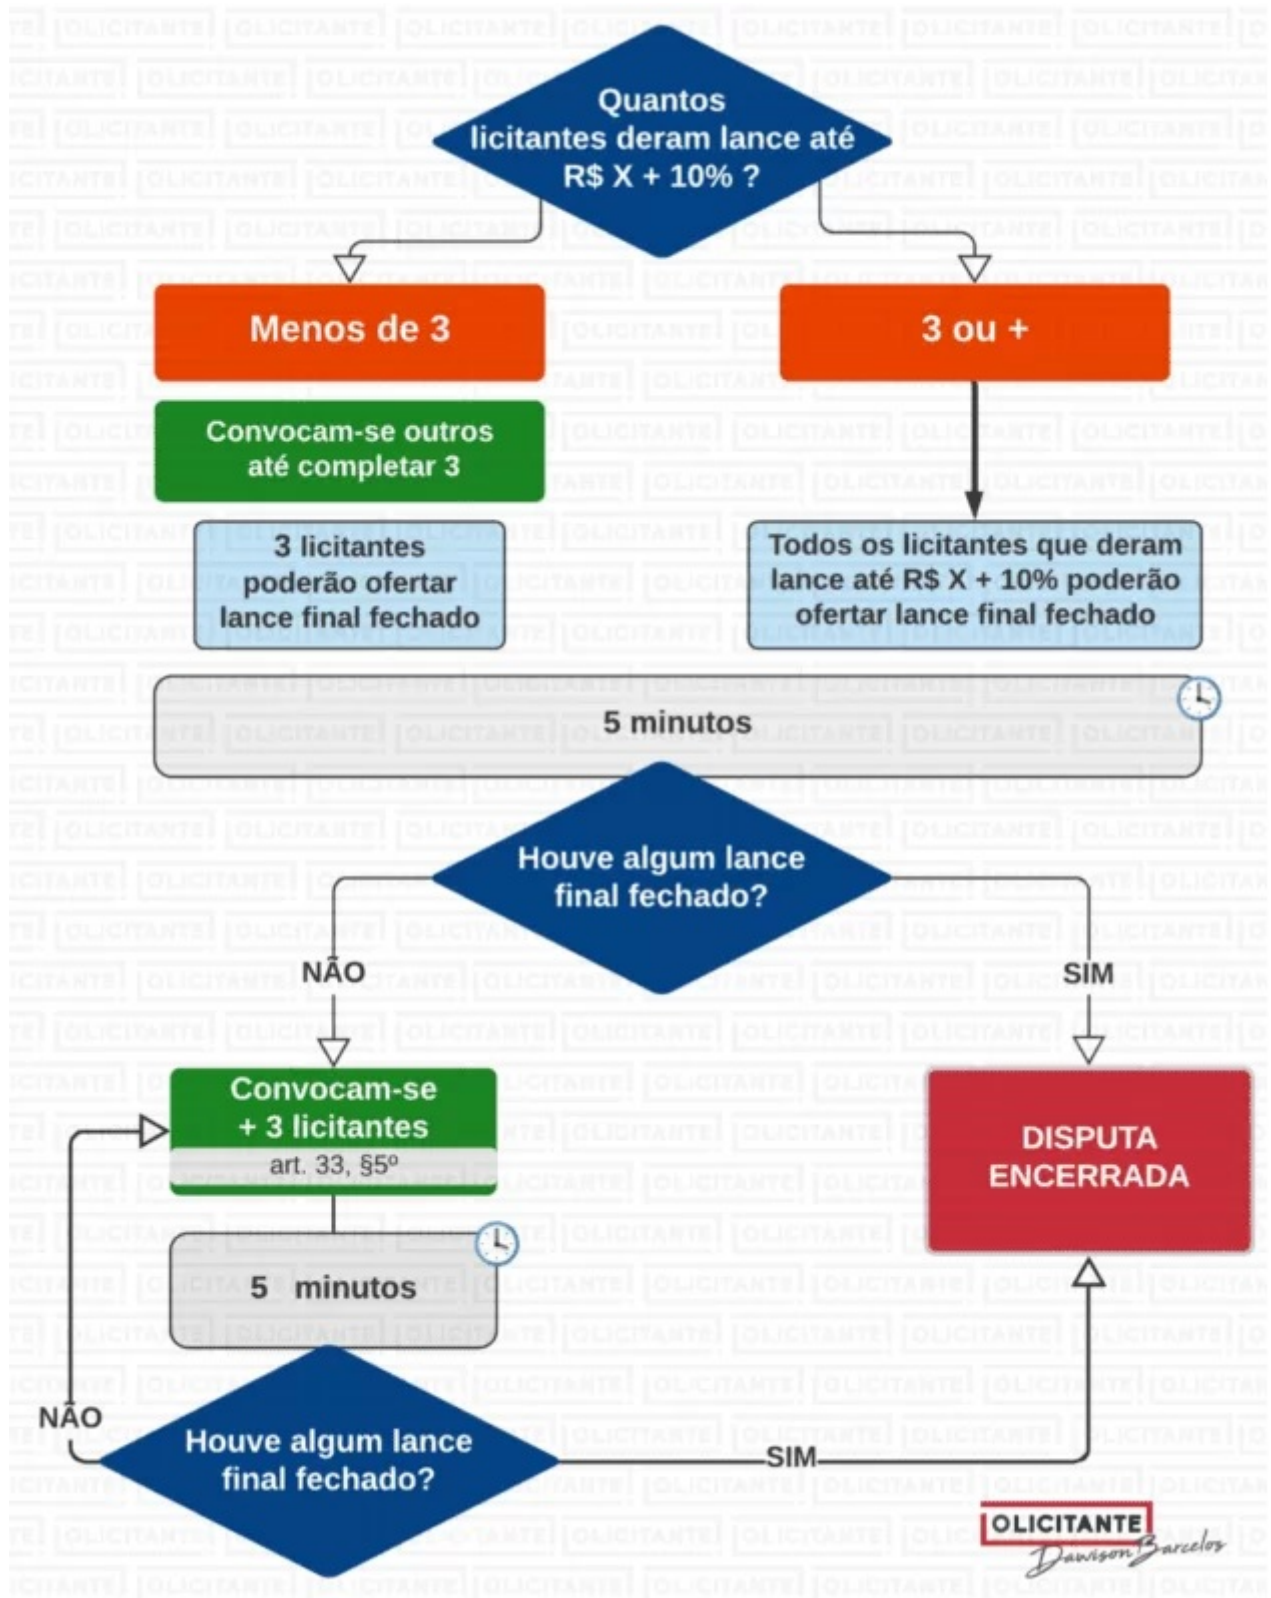 Quantos
licitantes deram lance até
R$ X + 10% ?
Menos de 3
3 ou +
Convocam-se outros
até completar 3
3 licitantes
poderão ofertar
lance final fechado
Todos os licitantes que deram
lance até R$ X + 10% poderão
ofertar lance final fechado
5 minutos
Houve algum lance
final fechado?
NÃO
SIM
Convocam-se
+ 3 licitantes
art. 33, §5º
DISPUTA
ENCERRADA
5 minutos
NÃO
Houve algum lance
final fechado?
SIM
OLICITANTE
Dawison Barcelos